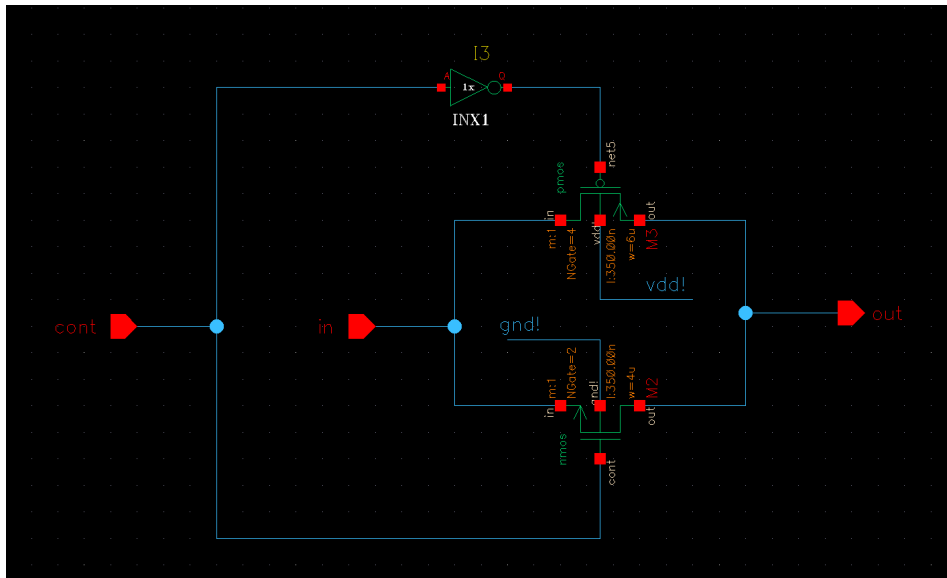 I3
A
O
1x
INX1
net5
pmos
in
vdd!
out
m:1
NGate=4
l:350.00n
w=6u
M3
vdd!
cont
in
gnd!
out
m:1
NGate=2
gnd!
l:350.00n
w=4u
M2
in
out
nmos
cont